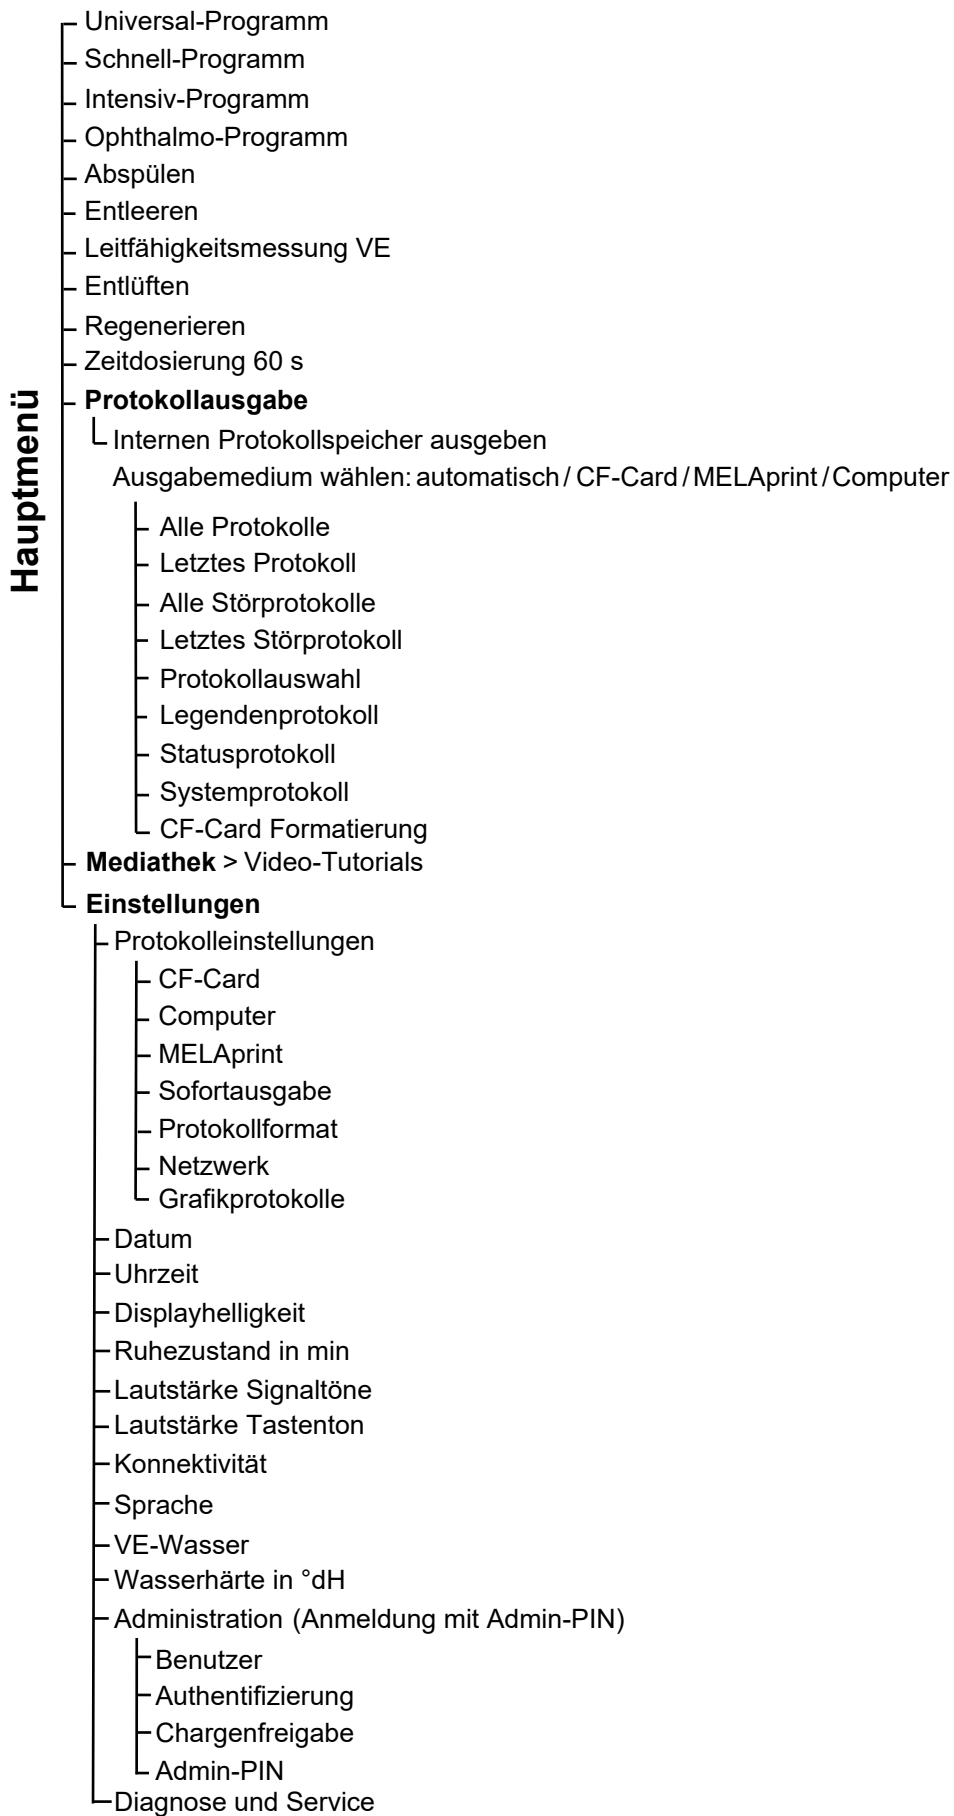 Hauptmenü
Universal-Programm
Schnell-Programm
Intensiv-Programm
Ophthalmo-Programm
Abspülen
Entleeren
Leitfähigkeitsmessung VE
Entlüften
Regenerieren
Zeitdosierung 60 s
Protokollausgabe
Internen Protokollspeicher ausgeben
Ausgabemedium wählen: automatisch / CF-Card / MELAprint / Computer
Alle Protokolle
Letztes Protokoll
Alle Störprotokolle
Letztes Störprotokoll
Protokollauswahl
Legendenprotokoll
Statusprotokoll
Systemprotokoll
CF-Card Formatierung
Mediathek > Video-Tutorials
Einstellungen
Protokolleinstellungen
CF-Card
Computer
MELAprint
Sofortausgabe
Protokollformat
Netzwerk
Grafikprotokolle
Datum
Uhrzeit
Displayhelligkeit
Ruhezustand in min
Lautstärke Signaltöne
Lautstärke Tastenton
Konnektivität
Sprache
VE-Wasser
Wasserhärte in °dH
Administration (Anmeldung mit Admin-PIN)
Benutzer
Authentifizierung
Chargenfreigabe
Admin-PIN
Diagnose und Service